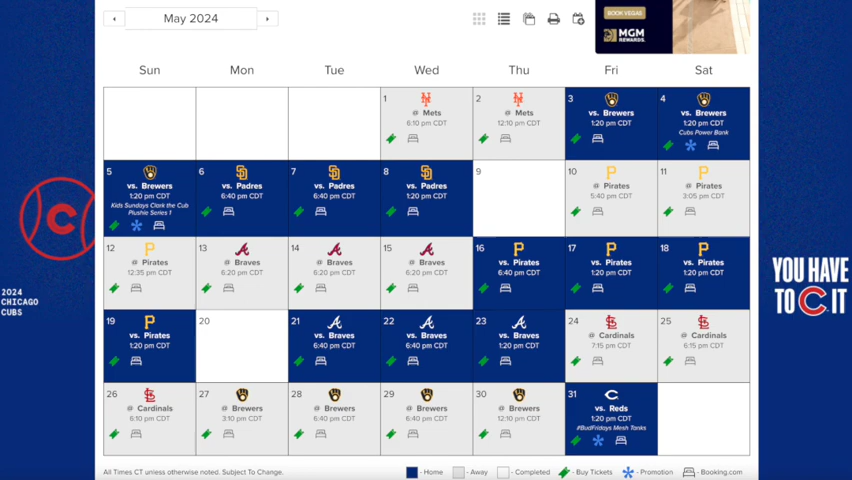 BOOK VEGAS
MGM
REWARDS.
May 2024
Sun Mon Tue Wed Thu Fri Sat
1
@ Mets
6:10 pm CDT
2
@ Mets
12:10 pm CDT
3
vs. Brewers
1:20 pm CDT
4
vs. Brewers
1:20 pm CDT
Cubs Power Bank
5
vs. Brewers
1:20 pm CDT
Kids Sundays Clark the Cub
Plushie Series 1
6
vs. Padres
6:40 pm CDT
7
vs. Padres
6:40 pm CDT
8
vs. Padres
1:20 pm CDT
9
10
P
@ Pirates
5:40 pm CDT
11
P
@ Pirates
3:05 pm CDT
12
P
@ Pirates
12:35 pm CDT
13
A
@ Braves
6:20 pm CDT
14
A
@ Braves
6:20 pm CDT
15
A
@ Braves
6:20 pm CDT
16
P
vs. Pirates
6:40 pm CDT
17
P
vs. Pirates
1:20 pm CDT
18
P
vs. Pirates
1:20 pm CDT
19
P
vs. Pirates
1:20 pm CDT
20
21
A
vs. Braves
6:40 pm CDT
22
A
vs. Braves
6:40 pm CDT
23
A
vs. Braves
1:20 pm CDT
24
@ Cardinals
7:15 pm CDT
25
@ Cardinals
6:15 pm CDT
26
@ Cardinals
6:10 pm CDT
27
@ Brewers
3:10 pm CDT
28
@ Brewers
6:40 pm CDT
29
@ Brewers
6:40 pm CDT
30
@ Brewers
12:10 pm CDT
31
C
vs. Reds
1:20 pm CDT
#BudFridays Mesh Tanks
All Times CT unless otherwise noted. Subject To Change.
- Home - Away - Completed - Buy Tickets - Promotion - Booking.com
C
2024
CHICAGO
CUBS
YOU HAVE
TO C IT